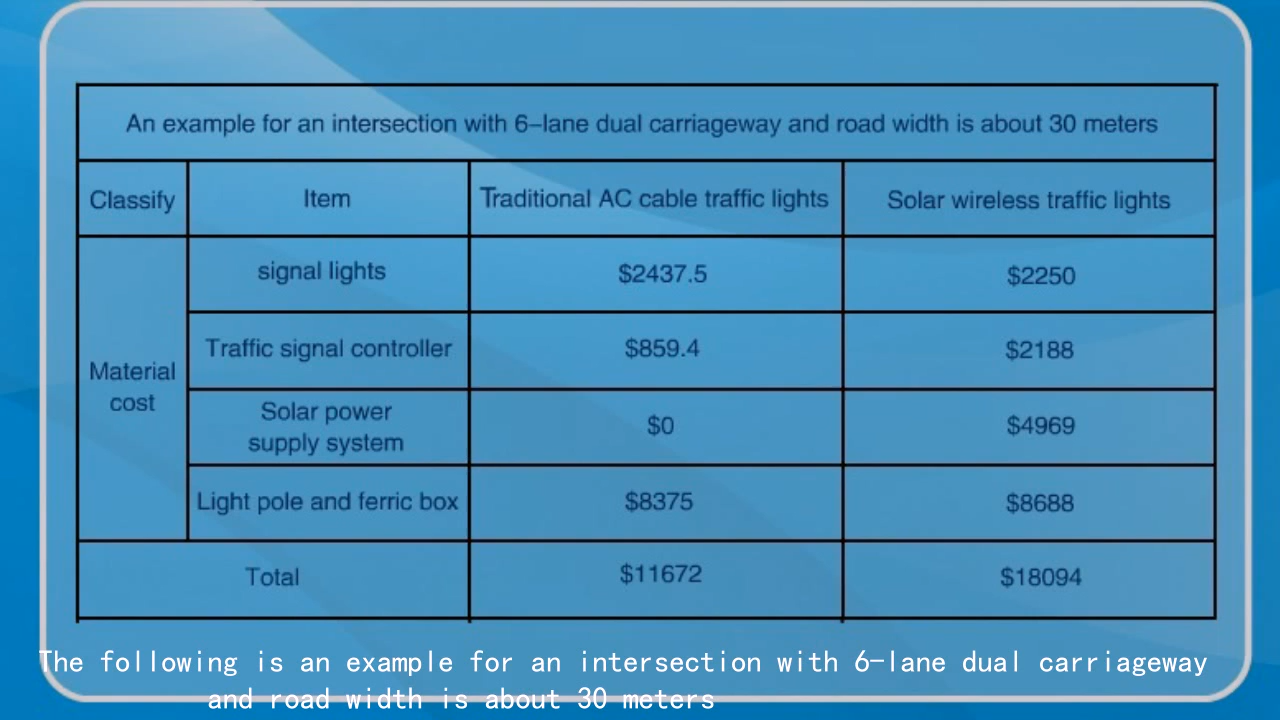 An example for an intersection with 6-lane dual carriageway and road width is about 30 meters
Classify Item Traditional AC cable traffic lights Solar wireless traffic lights
Material cost
signal lights $2437.5 $2250
Traffic signal controller $859.4 $2188
Solar power
supply system $0 $4969
Light pole and ferric box $8375 $8688
Total $11672 $18094
The following is an example for an intersection with 6-lane dual carriageway
and road width is about 30 meters